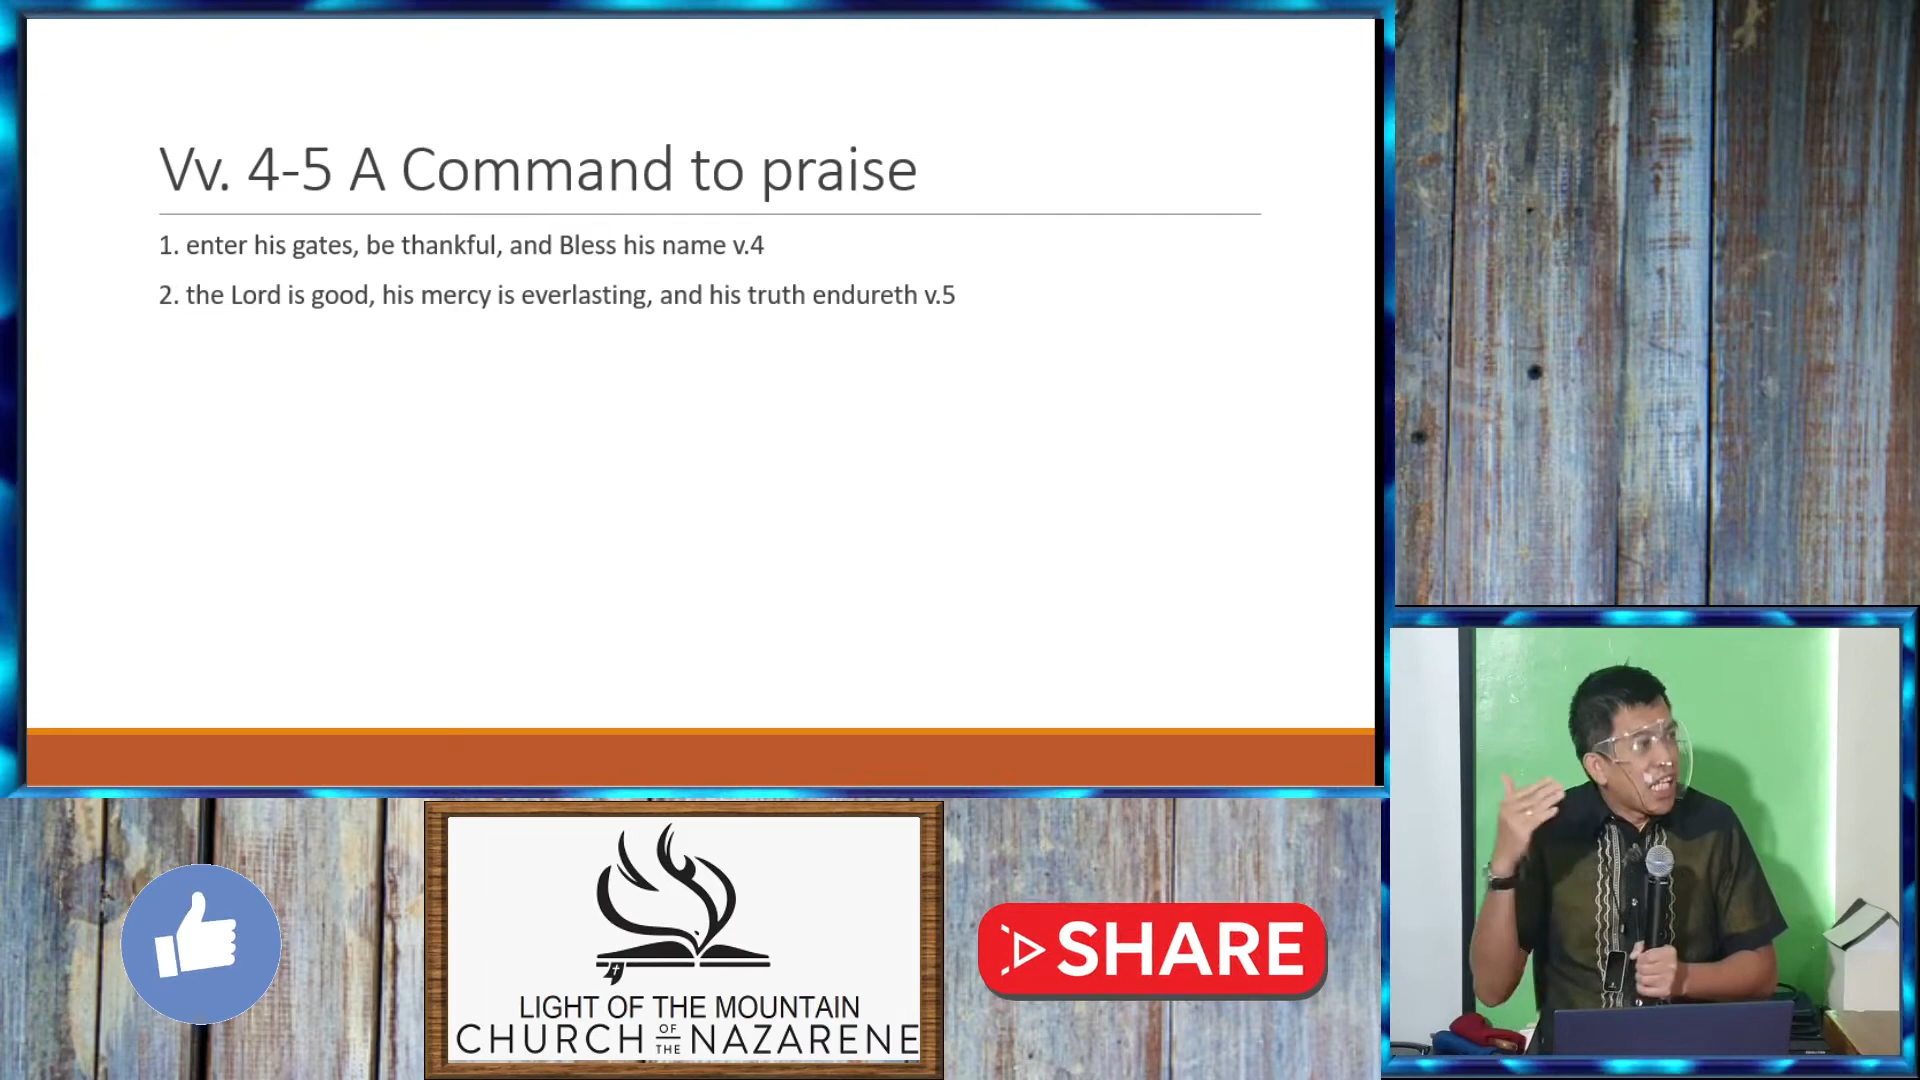 Vv. 4-5 A Command to praise
1. enter his gates, be thankful, and Bless his name v.4
2. the Lord is good, his mercy is everlasting, and his truth endureth v.5
LIGHT OF THE MOUNTAIN
CHURCH OF THE NAZARENE
SHARE